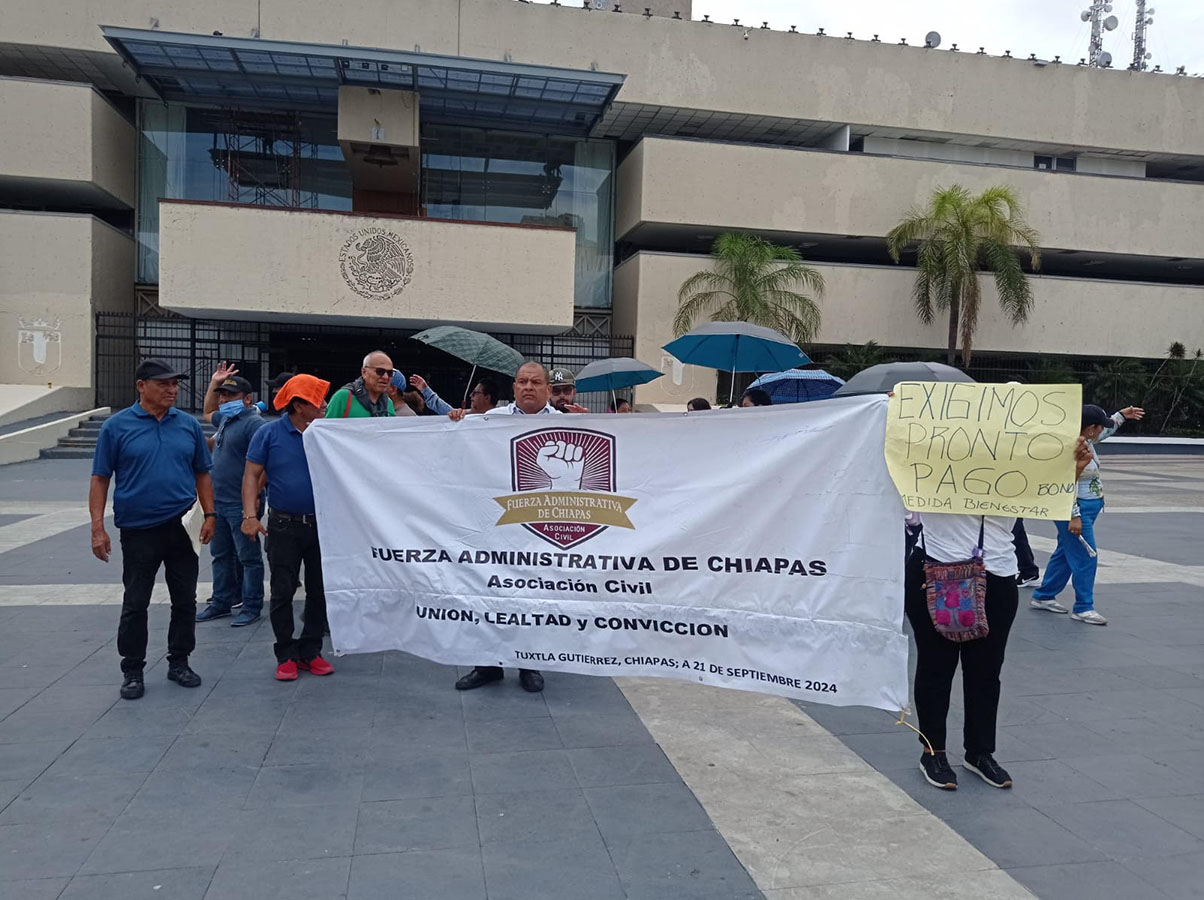 ESTADOS UNIDOS MEXICANOS
FUERZA ADMINISTRATIVA
DE CHIAPAS
ASOCIACIÓN
CIVIL
FUERZA ADMINISTRATIVA DE CHIAPAS
Asociación Civil
UNION, LEALTAD y CONVICCION
TUXTLA GUTIERREZ, CHIAPAS; A 21 DE SEPTIEMBRE 2024
EXIGIMOS
PRONTO
PAGO BONO
MEDIDA BIENESTAR